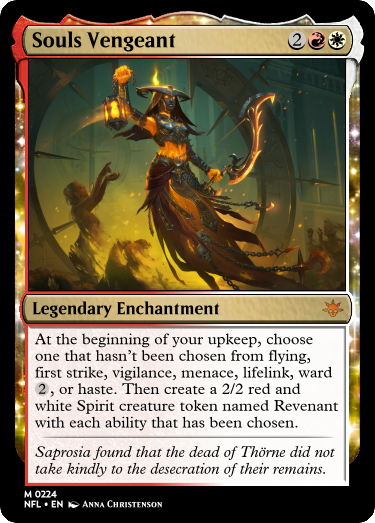 Souls Vengeant 2
Legendary Enchantment
At the beginning of your upkeep, choose
one that hasn't been chosen from flying,
first strike, vigilance, menace, lifelink, ward
2, or haste. Then create a 2/2 red and
white Spirit creature token named Revenant
with each ability that has been chosen.
Saprosia found that the dead of Thörne did not
take kindly to the desecration of their remains.
M 0224
NFL • EN Anna Christenson